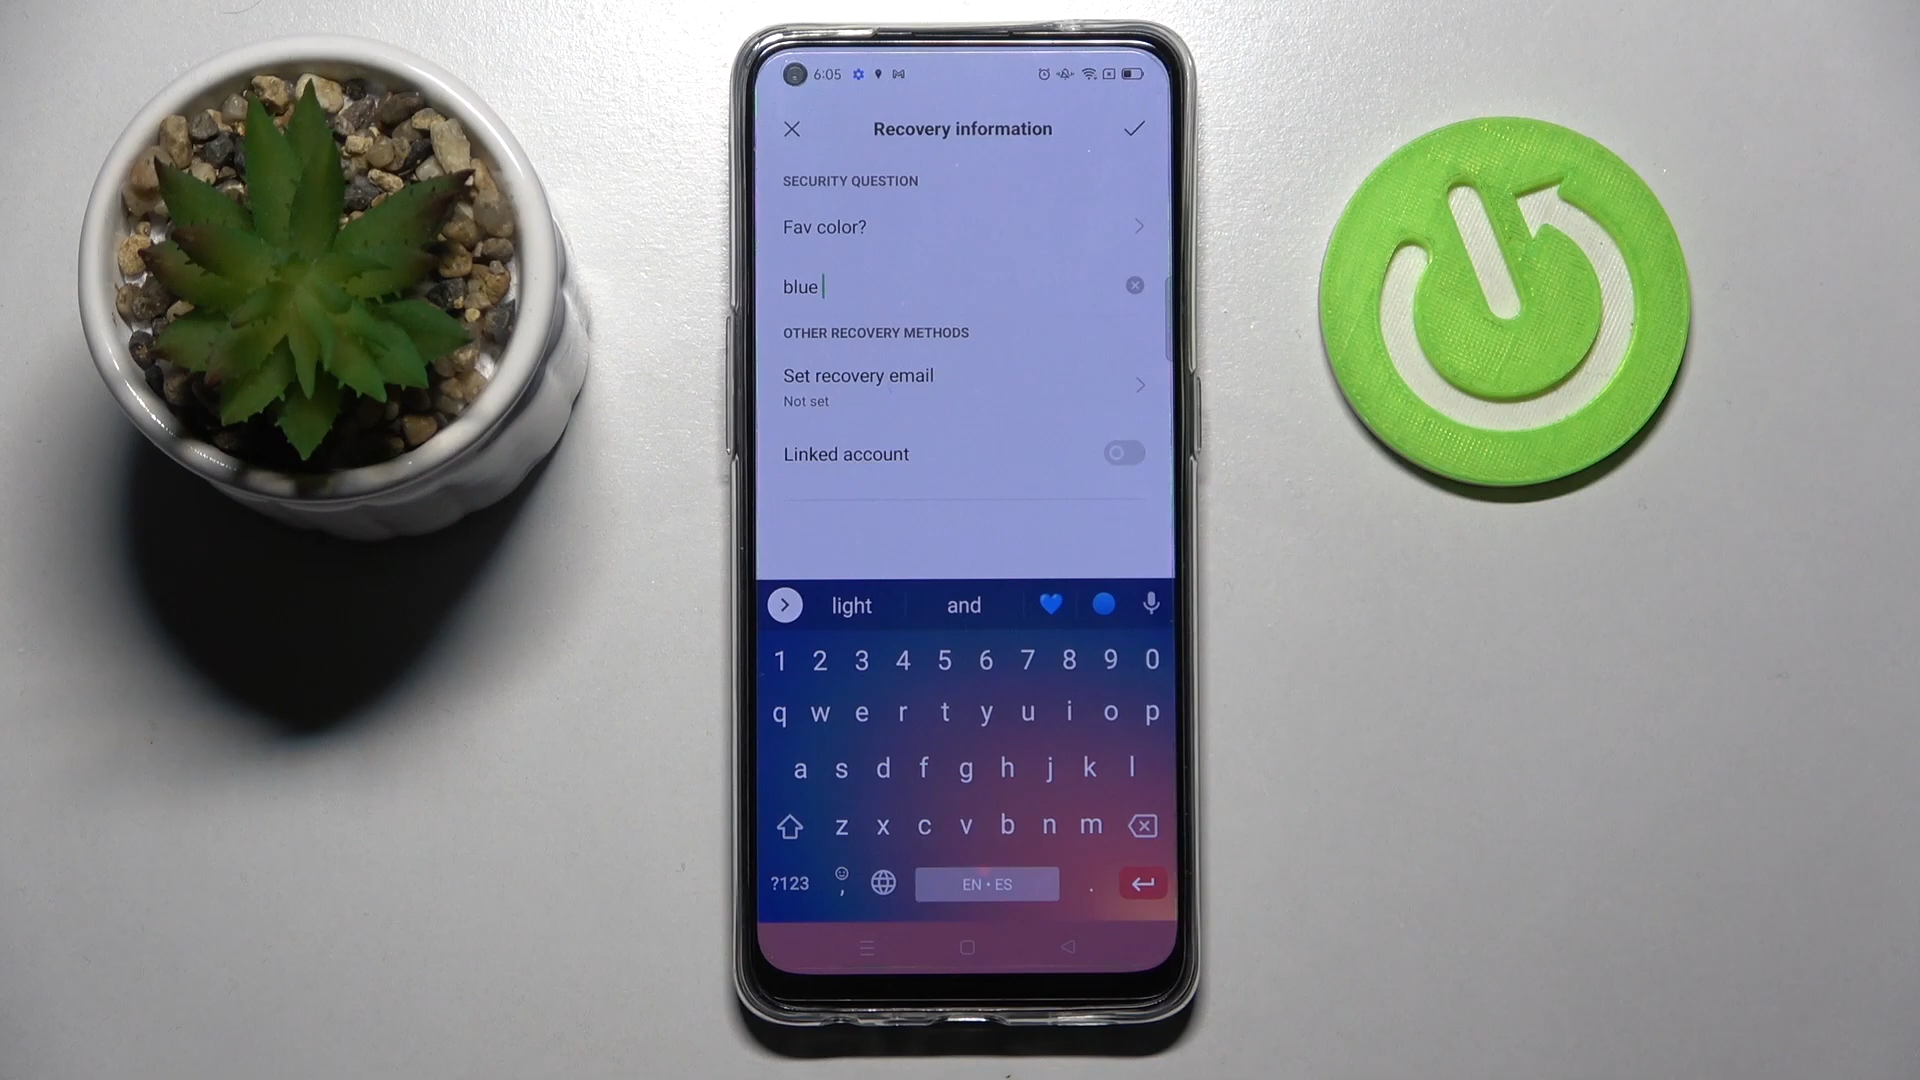 6:05
Recovery information
SECURITY QUESTION
Fav color?
blue
OTHER RECOVERY METHODS
Set recovery email
Not set
Linked account
light and
1 2 3 4 5 6 7 8 9 0
q w e r t y u i o p
a s d f g h j k l
z x c v b n m
?123 , EN • ES .